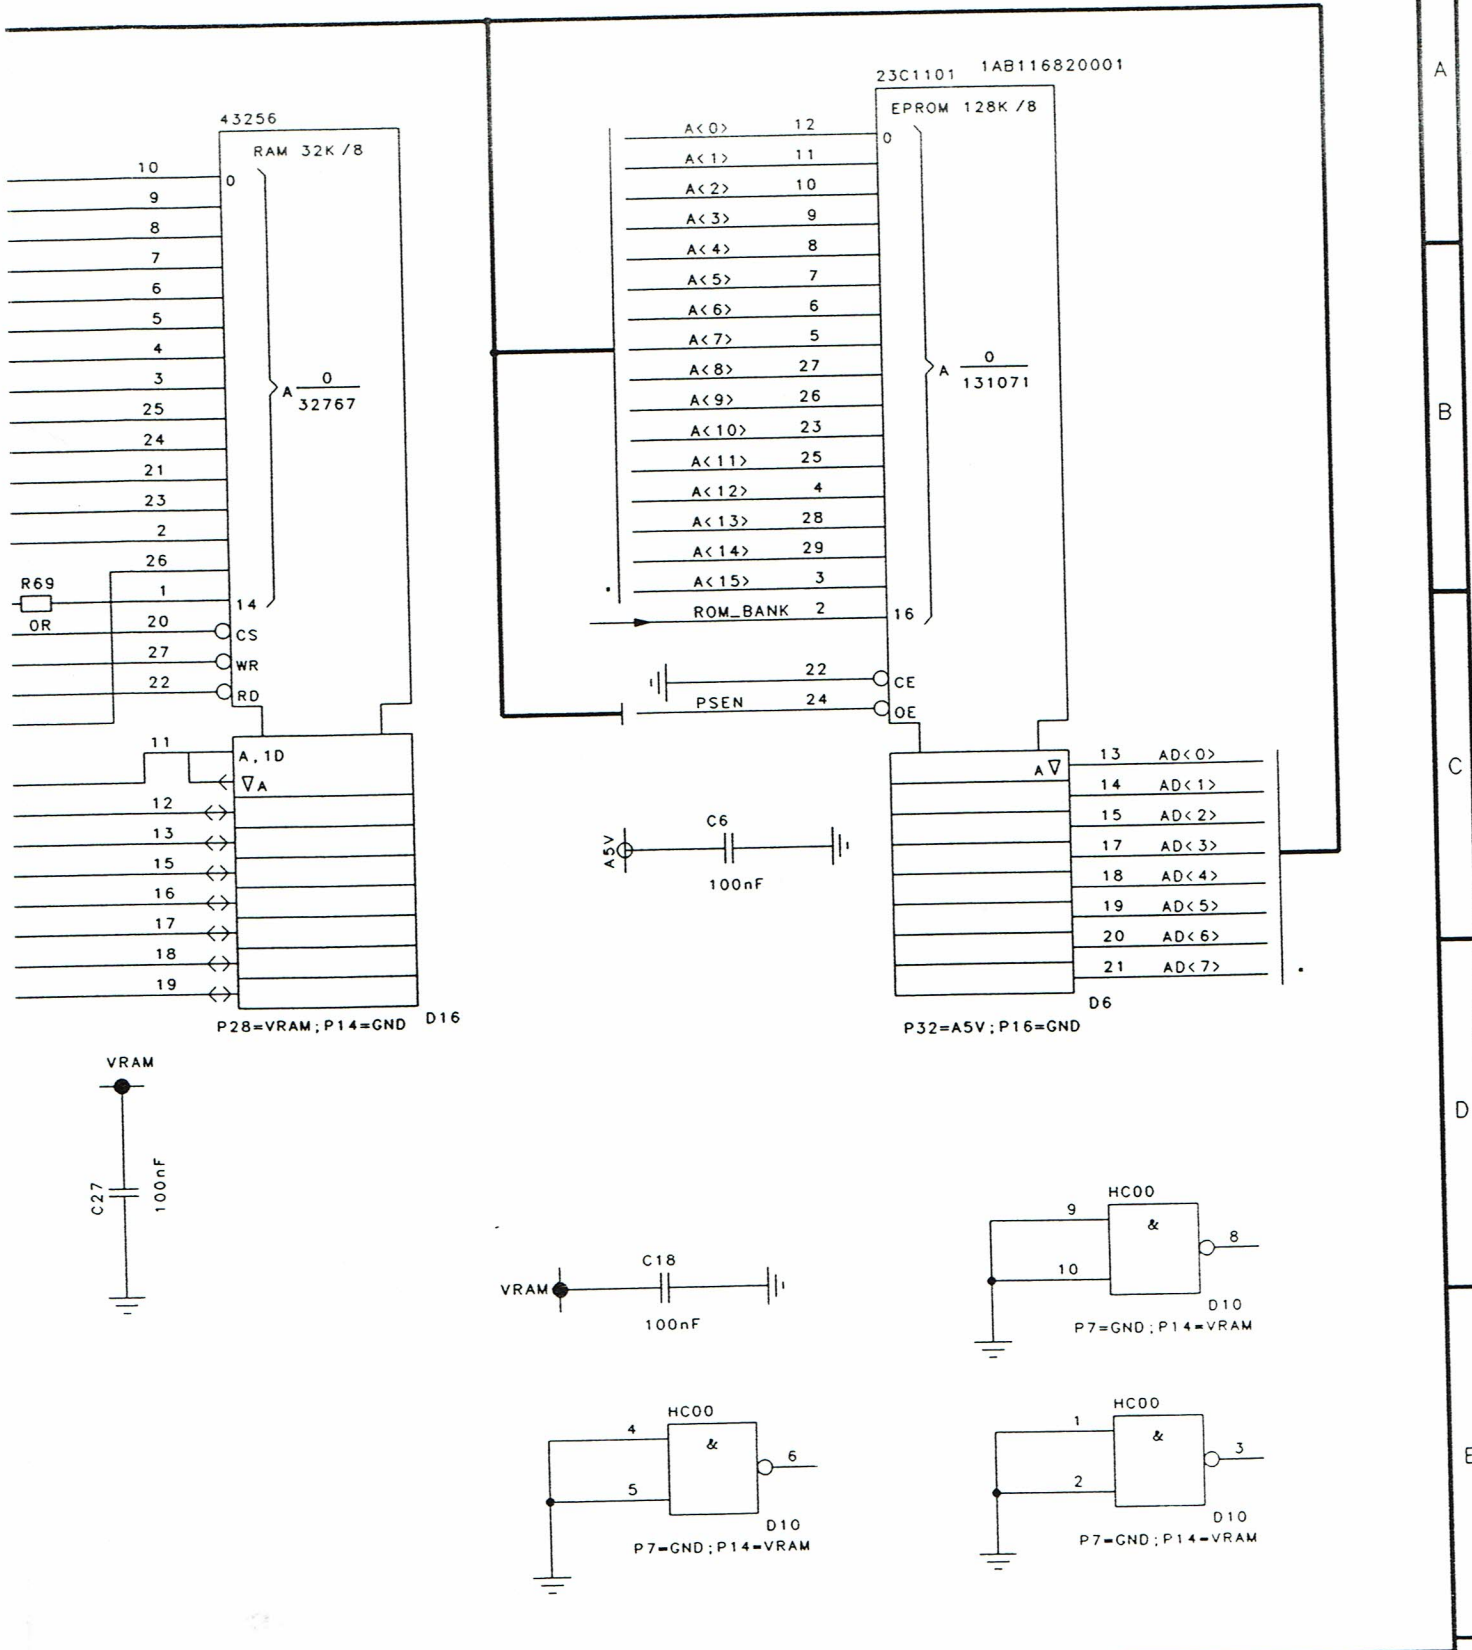 23C1101 1AB116820001
EPROM 128K /8
43256
RAM 32K /8
10
0
9
8
7
6
5
4
3
25
24
21
23
2
26
R69
1
14
0R
20
CS
27
WR
22
RD
A 0
32767
11
A, 1D
▽A
12
13
15
16
17
18
19
P28=VRAM;P14=GND D16
A<0> 12
0
A<1> 11
A<2> 10
A<3> 9
A<4> 8
A<5> 7
A<6> 6
A<7> 5
A<8> 27
A<9> 26
A<10> 23
A<11> 25
A<12> 4
A<13> 28
A<14> 29
A<15> 3
ROM_BANK 2
16
A 0
131071
22
CE
PSEN 24
OE
A▽
13 AD<0>
14 AD<1>
15 AD<2>
17 AD<3>
18 AD<4>
19 AD<5>
20 AD<6>
21 AD<7>
D6
P32=A5V;P16=GND
A5V
C6
100nF
VRAM
C27
100nF
VRAM
C18
100nF
HC00
9
&
8
10
D10
P7=GND;P14=VRAM
HC00
4
&
6
5
D10
P7=GND;P14=VRAM
HC00
1
&
3
2
D10
P7=GND;P14=VRAM
A
B
C
D
E